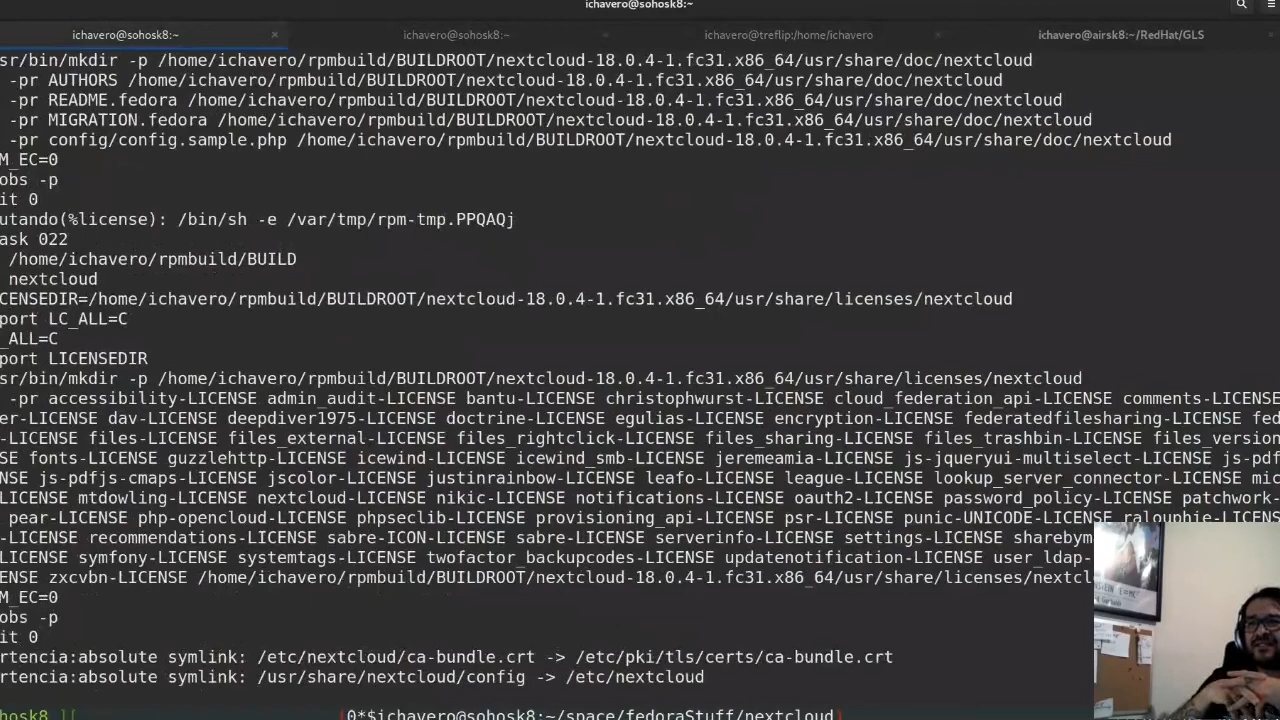 ichavero@sohosk8:~
ichavero@sohosk8:~ × ichavero@sohosk8:~ × ichavero@treflip:/home/ichavero × ichavero@airsk8:~/RedHat/GLS ×
sr/bin/mkdir -p /home/ichavero/rpmbuild/BUILDROOT/nextcloud-18.0.4-1.fc31.x86_64/usr/share/doc/nextcloud
-pr AUTHORS /home/ichavero/rpmbuild/BUILDROOT/nextcloud-18.0.4-1.fc31.x86_64/usr/share/doc/nextcloud
-pr README.fedora /home/ichavero/rpmbuild/BUILDROOT/nextcloud-18.0.4-1.fc31.x86_64/usr/share/doc/nextcloud
-pr MIGRATION.fedora /home/ichavero/rpmbuild/BUILDROOT/nextcloud-18.0.4-1.fc31.x86_64/usr/share/doc/nextcloud
-pr config/config.sample.php /home/ichavero/rpmbuild/BUILDROOT/nextcloud-18.0.4-1.fc31.x86_64/usr/share/doc/nextcloud
M_EC=0
obs -p
it 0
utando(%license): /bin/sh -e /var/tmp/rpm-tmp.PPQAQj
ask 022
/home/ichavero/rpmbuild/BUILD
nextcloud
CENSEDIR=/home/ichavero/rpmbuild/BUILDROOT/nextcloud-18.0.4-1.fc31.x86_64/usr/share/licenses/nextcloud
port LC_ALL=C
_ALL=C
port LICENSEDIR
sr/bin/mkdir -p /home/ichavero/rpmbuild/BUILDROOT/nextcloud-18.0.4-1.fc31.x86_64/usr/share/licenses/nextcloud
-pr accessibility-LICENSE admin_audit-LICENSE bantu-LICENSE christophwurst-LICENSE cloud_federation_api-LICENSE comments-LICENSE
er-LICENSE dav-LICENSE deepdiver1975-LICENSE doctrine-LICENSE egulias-LICENSE encryption-LICENSE federatedfilesharing-LICENSE fed
SE files-LICENSE files_external-LICENSE files_rightclick-LICENSE files_sharing-LICENSE files_trashbin-LICENSE files_version
SE fonts-LICENSE guzzlehttp-LICENSE icewind-LICENSE icewind_smb-LICENSE jeremeamia-LICENSE js-jqueryui-multiselect-LICENSE js-pdf
SE js-pdfjs-cmaps-LICENSE jscolor-LICENSE justinrainbow-LICENSE leafo-LICENSE league-LICENSE lookup_server_connector-LICENSE mic
LICENSE mtdowling-LICENSE nextcloud-LICENSE nikic-LICENSE notifications-LICENSE oauth2-LICENSE password_policy-LICENSE patchwork-
pear-LICENSE php-opencloud-LICENSE phpseclib-LICENSE provisioning_api-LICENSE psr-LICENSE punic-UNICODE-LICENSE ralouphie-LICENS
E recommendations-LICENSE sabre-ICON-LICENSE sabre-LICENSE serverinfo-LICENSE settings-LICENSE sharebym
LICENSE symfony-LICENSE systemtags-LICENSE twofactor_backupcodes-LICENSE updatenotification-LICENSE user_ldap-
ENSE zxcvbn-LICENSE /home/ichavero/rpmbuild/BUILDROOT/nextcloud-18.0.4-1.fc31.x86_64/usr/share/licenses/nextcl
M_EC=0
obs -p
it 0
rtencia:absolute symlink: /etc/nextcloud/ca-bundle.crt -> /etc/pki/tls/certs/ca-bundle.crt
rtencia:absolute symlink: /usr/share/nextcloud/config -> /etc/nextcloud
hosk8 ][ (0*$ichavero@sohosk8:~/space/fedoraStuff/nextcloud)